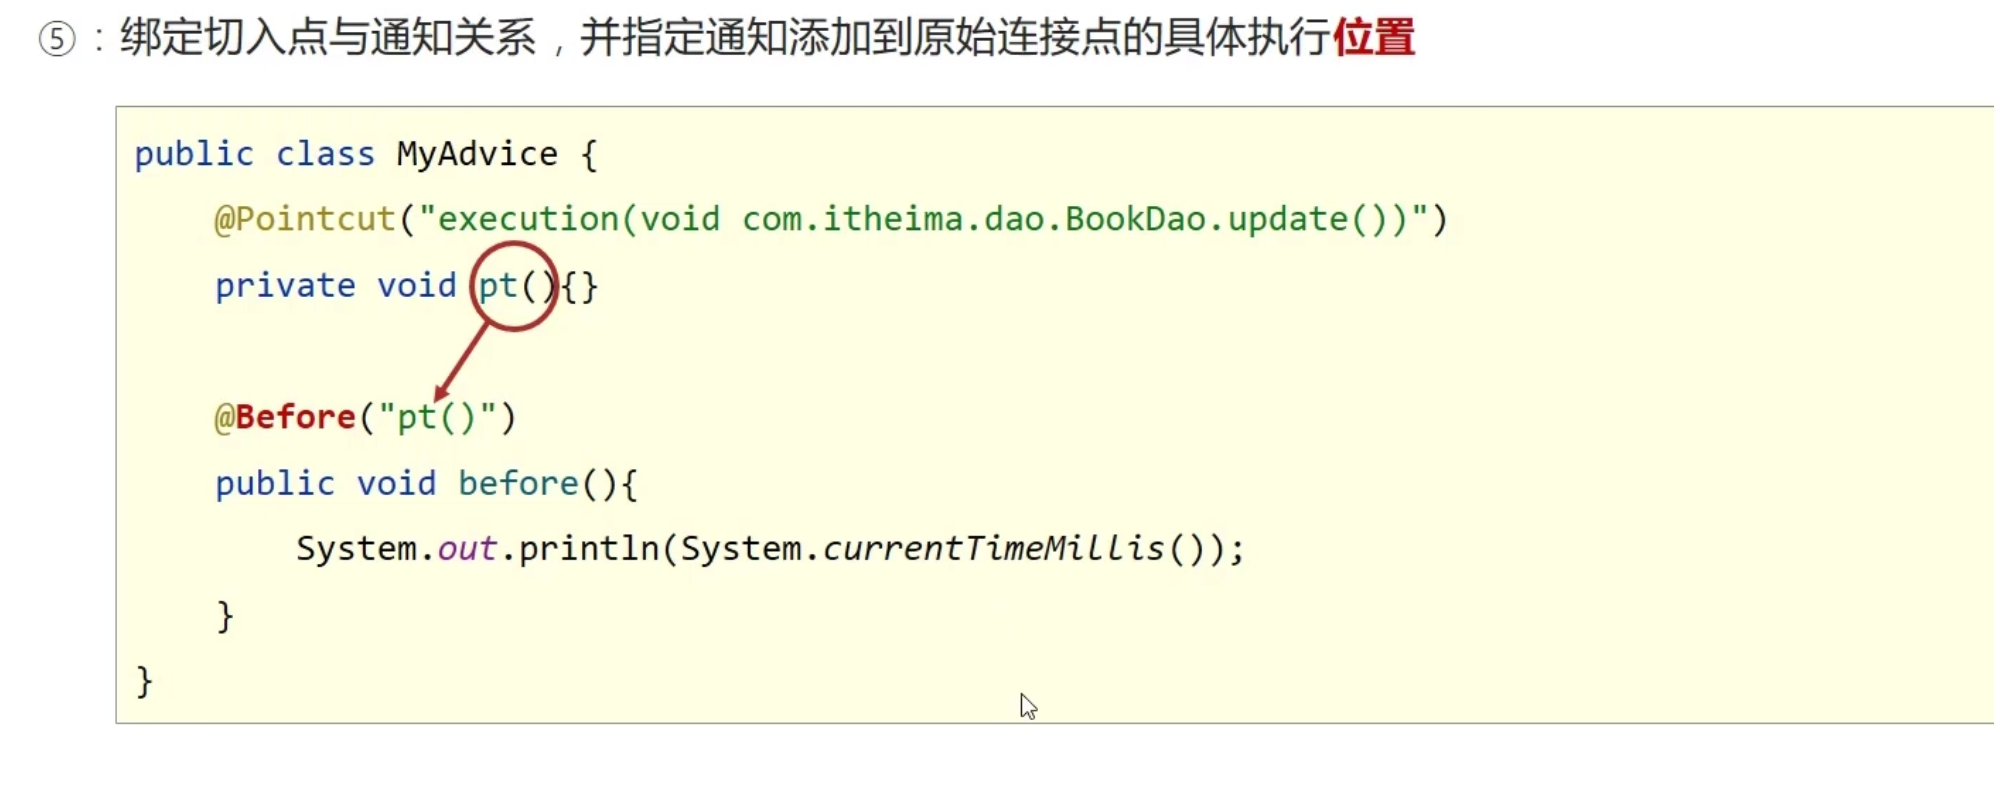 ⑤：绑定切入点与通知关系，并指定通知添加到原始连接点的具体执行位置
public class MyAdvice {
    @Pointcut("execution(void com.itheima.dao.BookDao.update())")
    private void pt(){}
    @Before("pt()")
    public void before(){
        System.out.println(System.currentTimeMillis());
    }
}